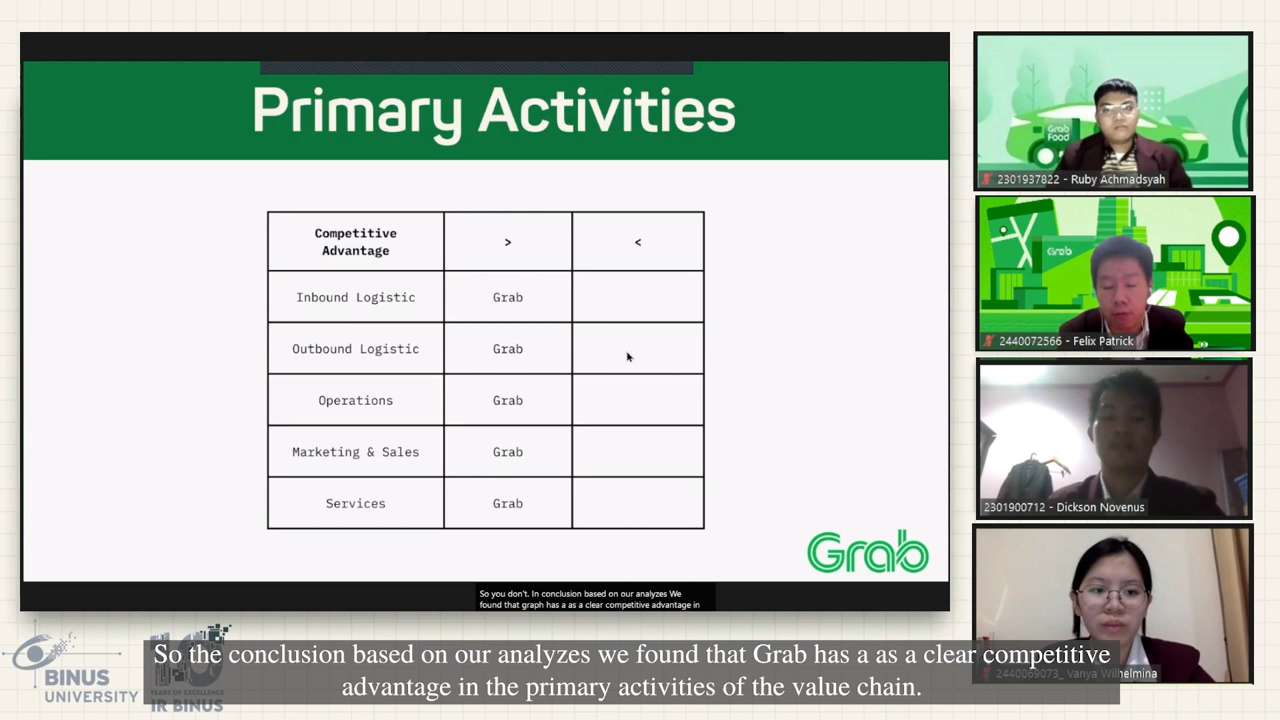 Primary Activities
Competitive
Advantage
>
<
Inbound Logistic
Grab
Outbound Logistic
Grab
Operations
Grab
Marketing & Sales
Grab
Services
Grab
Grab
So you don't. In conclusion based on our analyzes We
found that graph has a as a clear competitive advantage in
Grab
Food
2301937822 - Ruby Achmadsyah
Grab
2440072566 - Felix Patrick
2301900712 - Dickson Novenus
2440069073_ Vanya Wilhelmina
So the conclusion based on our analyzes we found that Grab has a as a clear competitive
advantage in the primary activities of the value chain.
BINUS
UNIVERSITY
YEARS OF EXCELLENCE
IR BINUS